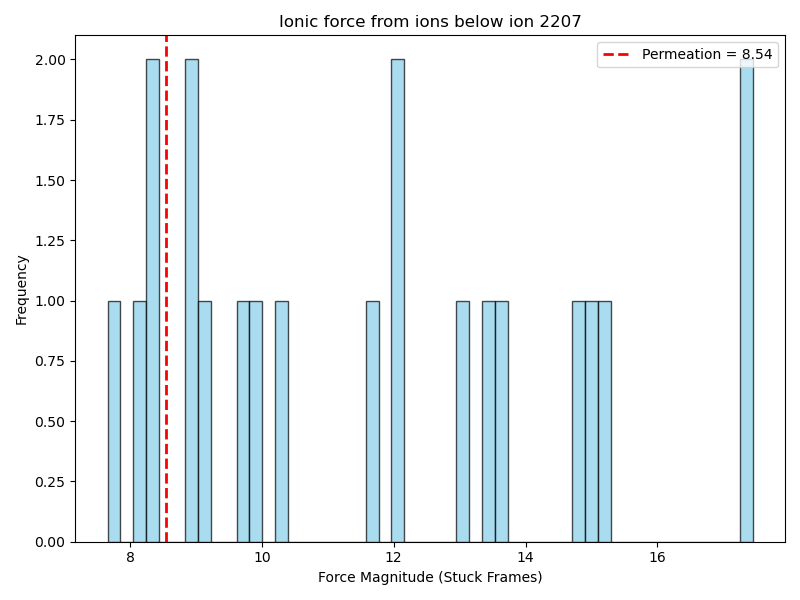 Ionic force from ions below ion 2207
Permeation = 8.54
2.00
1.75
1.50
1.25
1.00
0.75
0.50
0.25
0.00
Frequency
8 10 12 14 16
Force Magnitude (Stuck Frames)